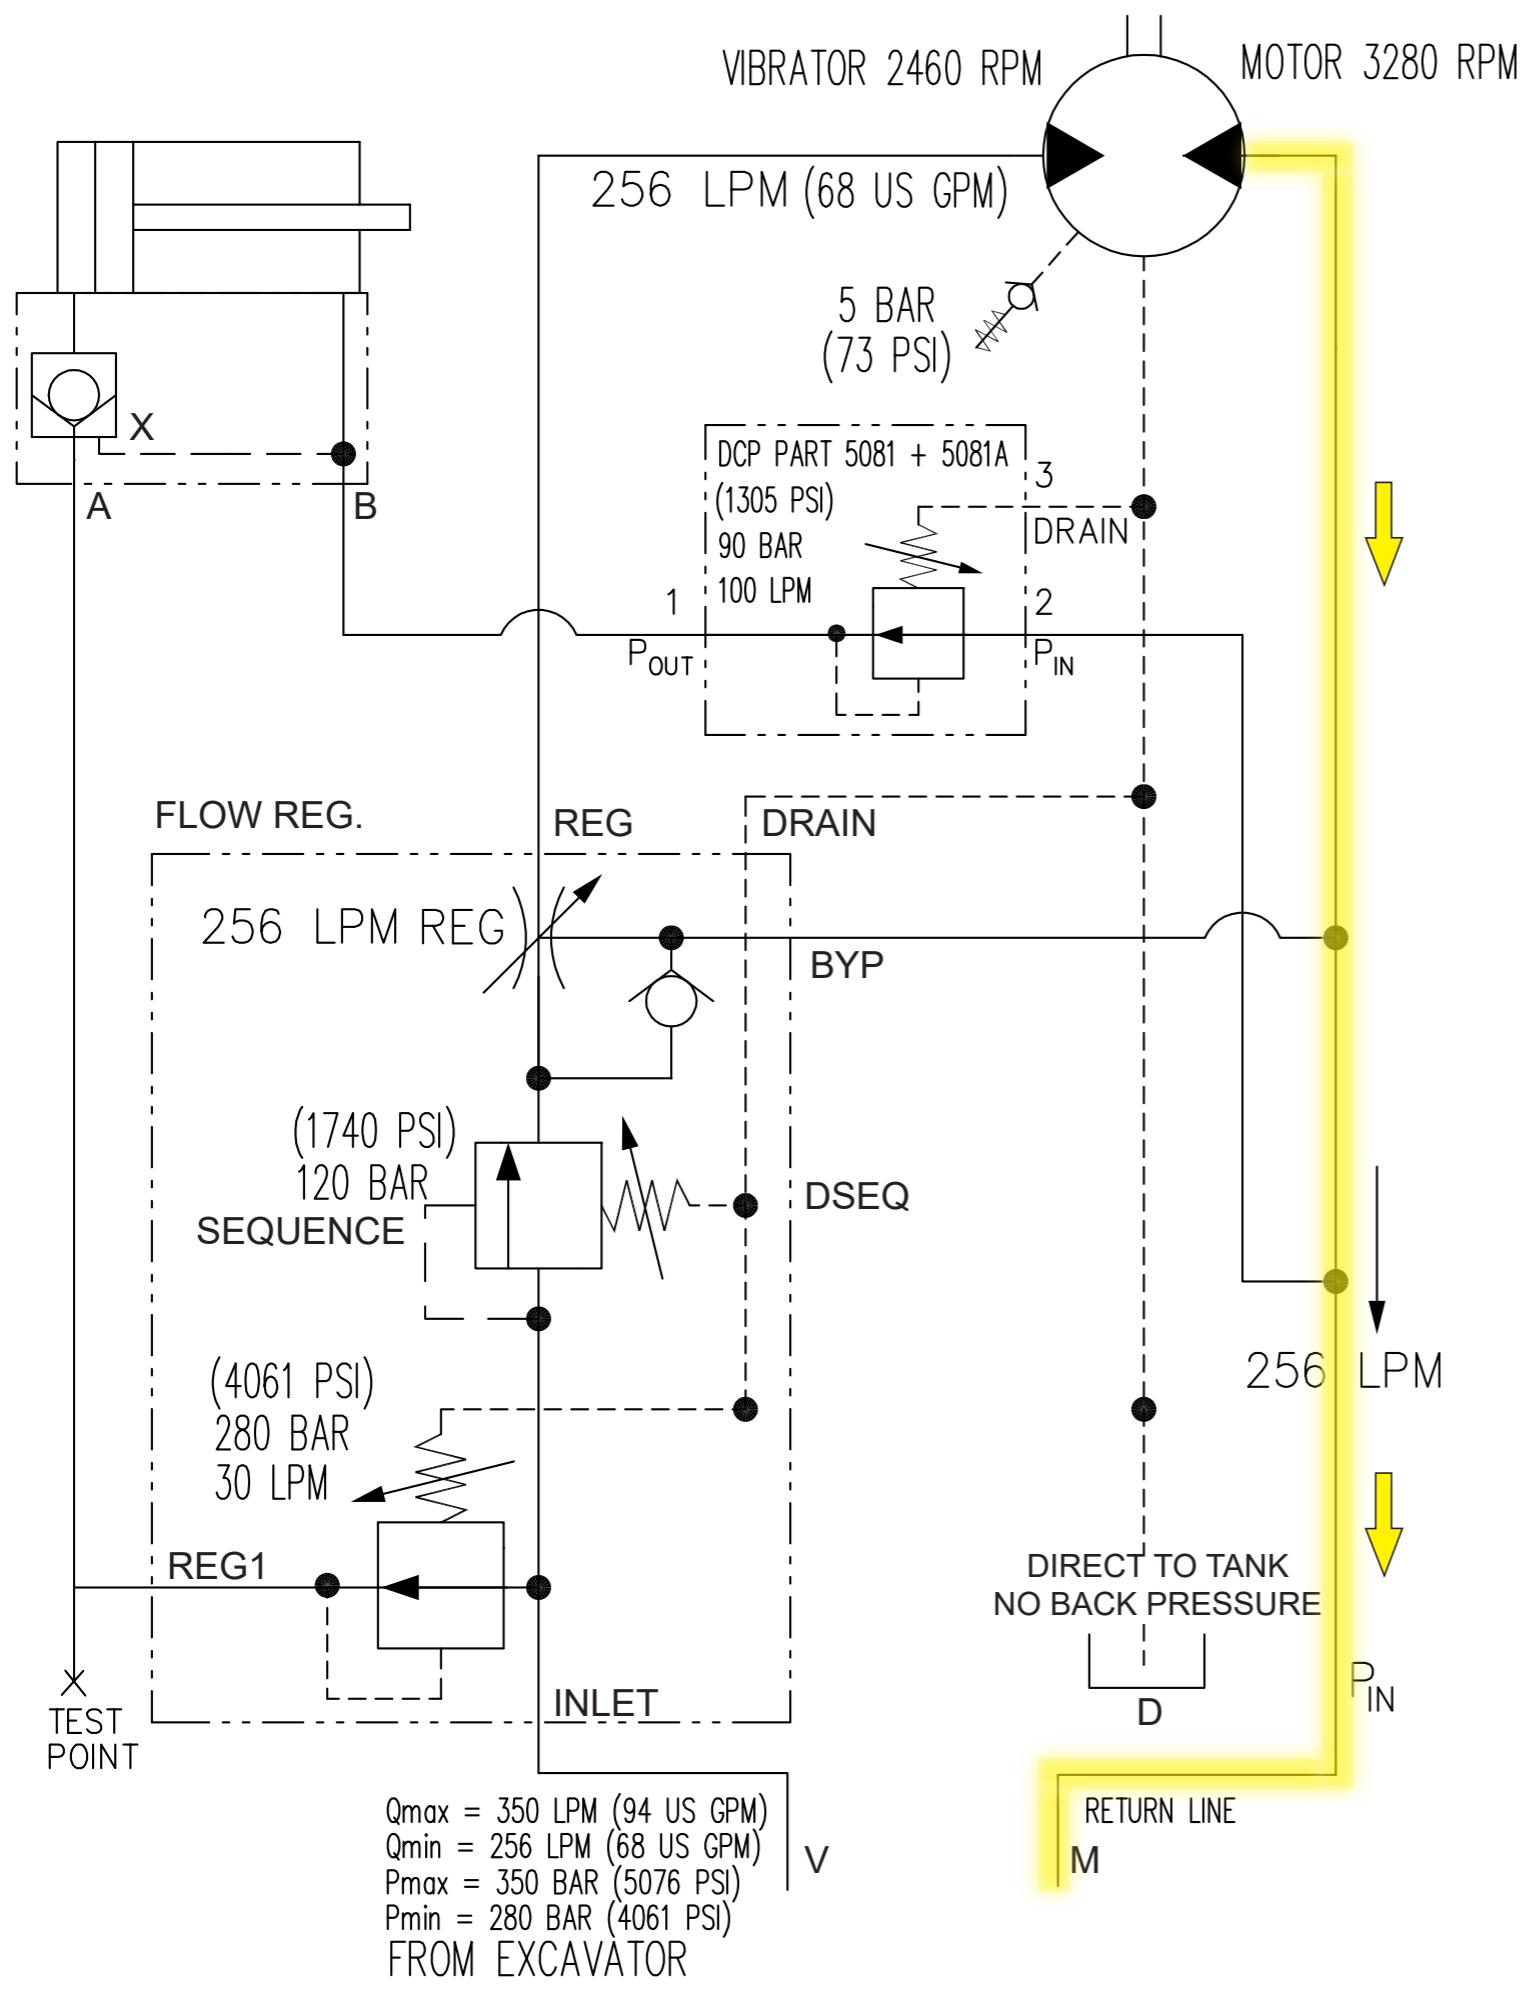 VIBRATOR 2460 RPM
MOTOR 3280 RPM
256 LPM (68 US GPM)
5 BAR
(73 PSI)
X
A
B
DCP PART 5081 + 5081A
(1305 PSI)
90 BAR
100 LPM
3
DRAIN
1
POUT
2
PIN
FLOW REG.
REG
DRAIN
256 LPM REG
BYP
(1740 PSI)
120 BAR
SEQUENCE
DSEQ
(4061 PSI)
280 BAR
30 LPM
256 LPM
REG1
DIRECT TO TANK
NO BACK PRESSURE
D
PIN
INLET
TEST
POINT
Qmax = 350 LPM (94 US GPM)
Qmin = 256 LPM (68 US GPM)
Pmax = 350 BAR (5076 PSI)
Pmin = 280 BAR (4061 PSI)
FROM EXCAVATOR
V
RETURN LINE
M